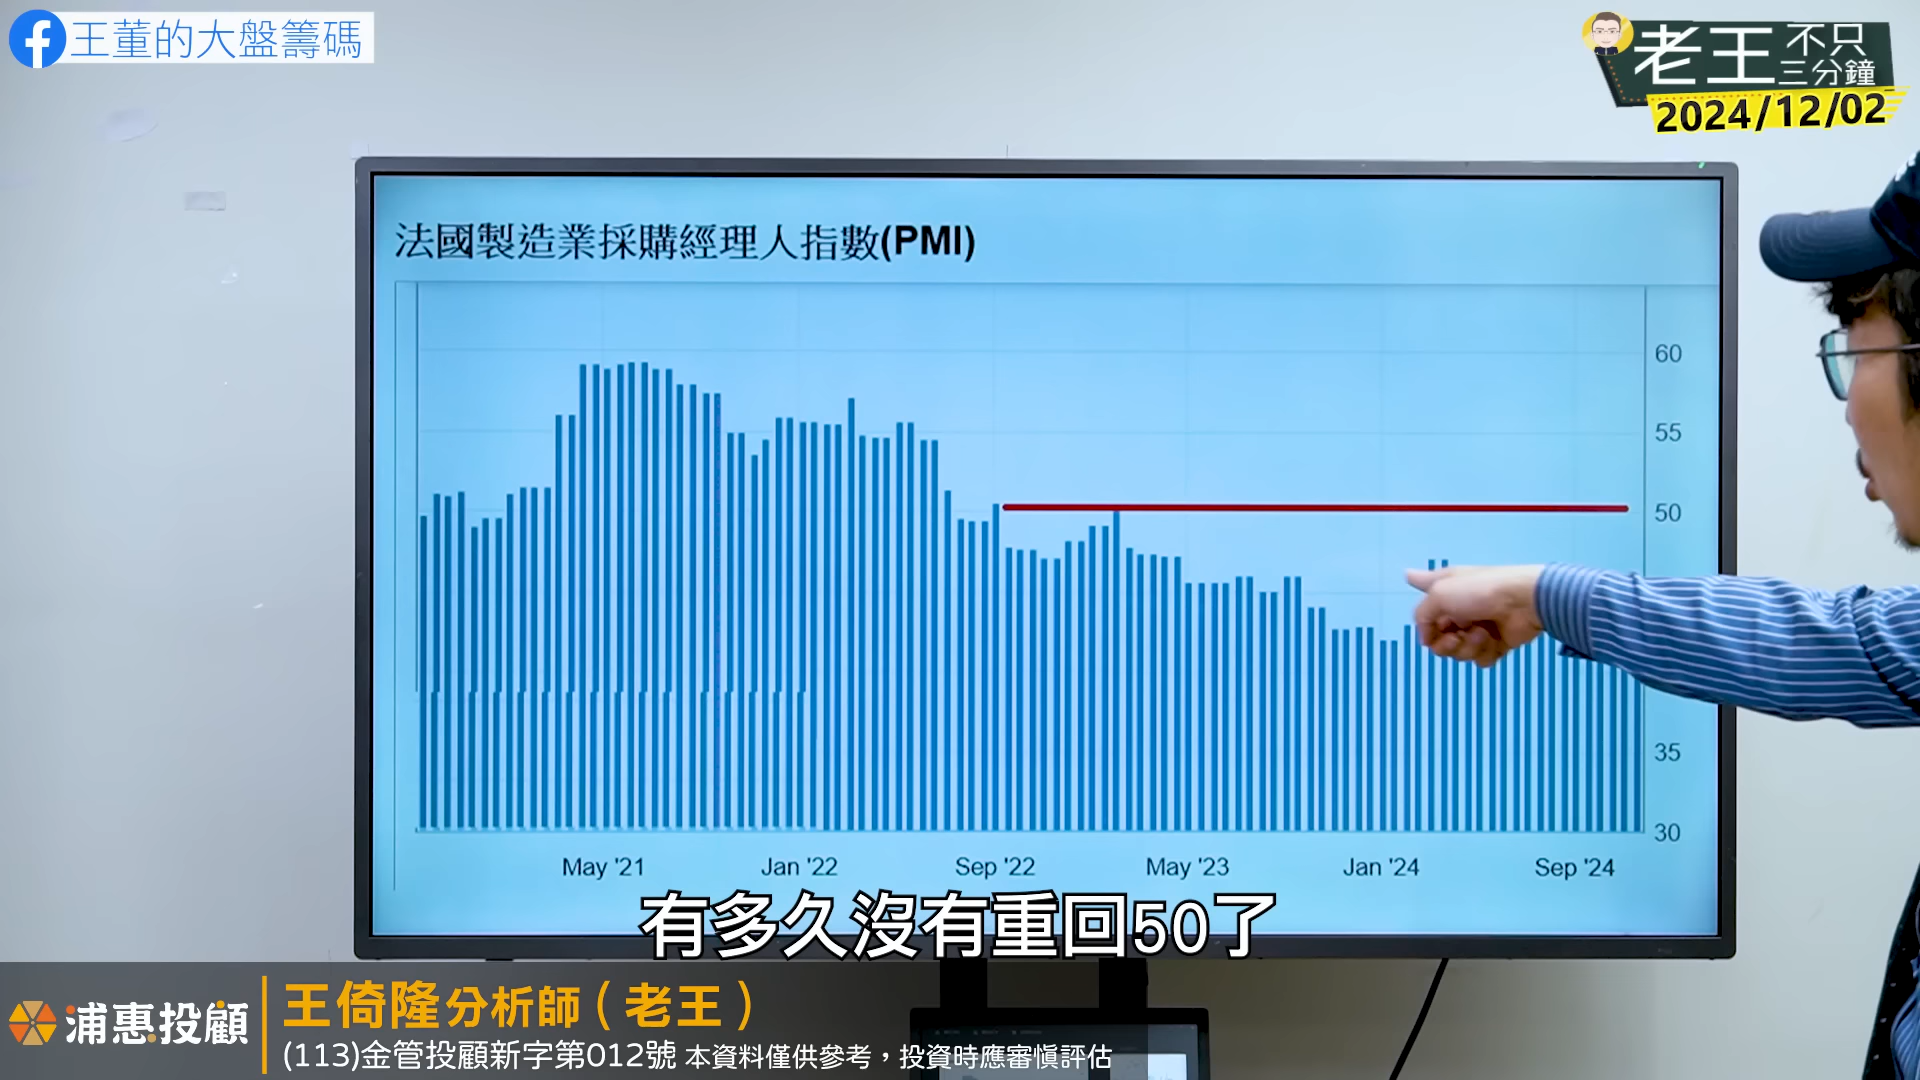 王董的大盤籌碼
老王 不只三分鐘
2024/12/02
法國製造業採購經理人指數(PMI)
60
55
50
35
30
May '21
Jan '22
Sep '22
May '23
Jan '24
Sep '24
有多久沒有重回50了
浦惠投顧
王倚隆分析師(老王)
(113)金管投顧新字第012號 本資料僅供參考,投資時應審慎評估